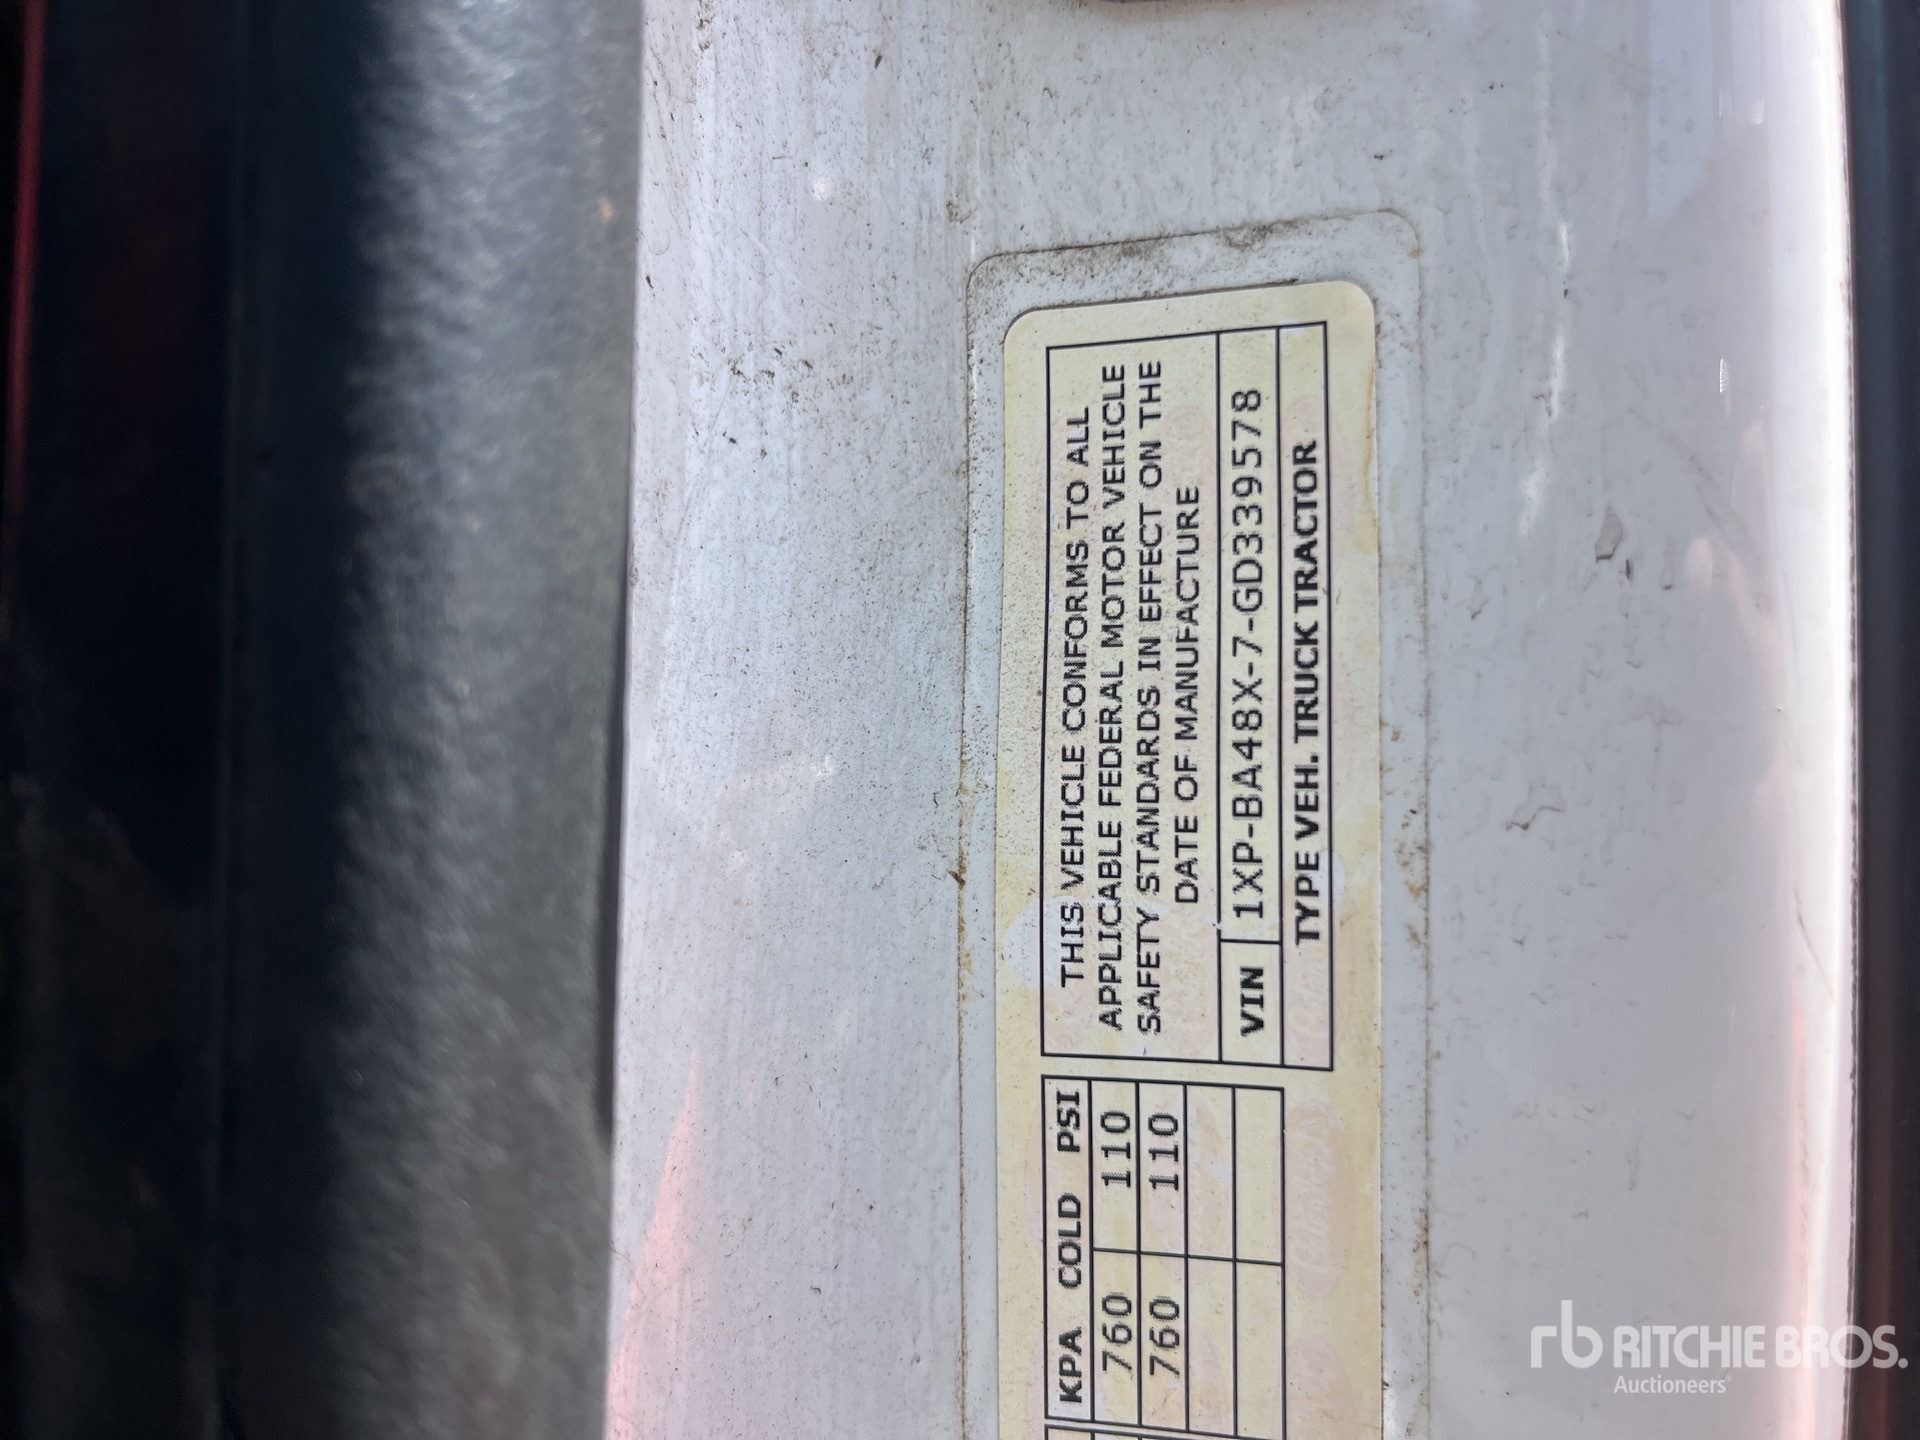 KPA COLD PSI
760 110
760 110
THIS VEHICLE CONFORMS TO ALL
APPLICABLE FEDERAL MOTOR VEHICLE
SAFETY STANDARDS IN EFFECT ON THE
DATE OF MANUFACTURE
VIN 1XP-BA48X-7-GD339578
TYPE VEH. TRUCK TRACTOR
rb RITCHIE BROS.
Auctioneers